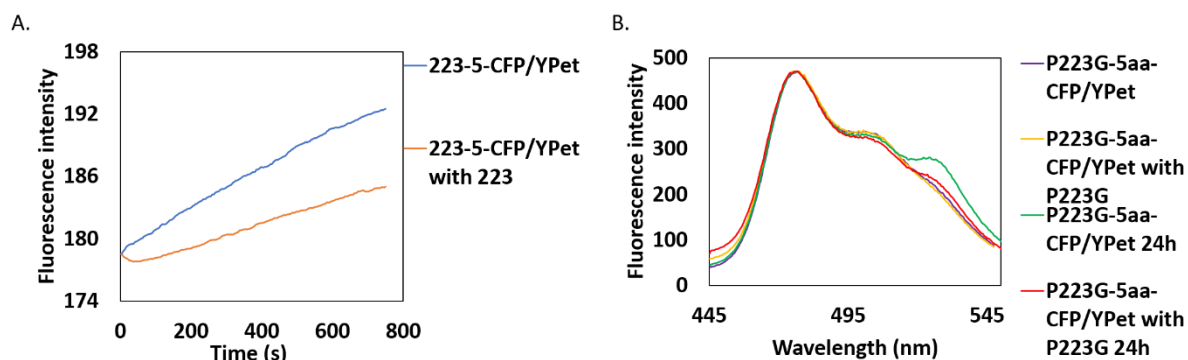 A.
198
192
186
180
174
Fluorescence intensity
0 200 400 600 800
Time (s)
223-5-CFP/YPet
223-5-CFP/YPet
with 223
B.
500
400
300
200
100
0
Fluorescence intensity
445 495 545
Wavelength (nm)
P223G-5aa-
CFP/YPet
P223G-5aa-
CFP/YPet with
P223G
P223G-5aa-
CFP/YPet 24h
P223G-5aa-
CFP/YPet with
P223G 24h